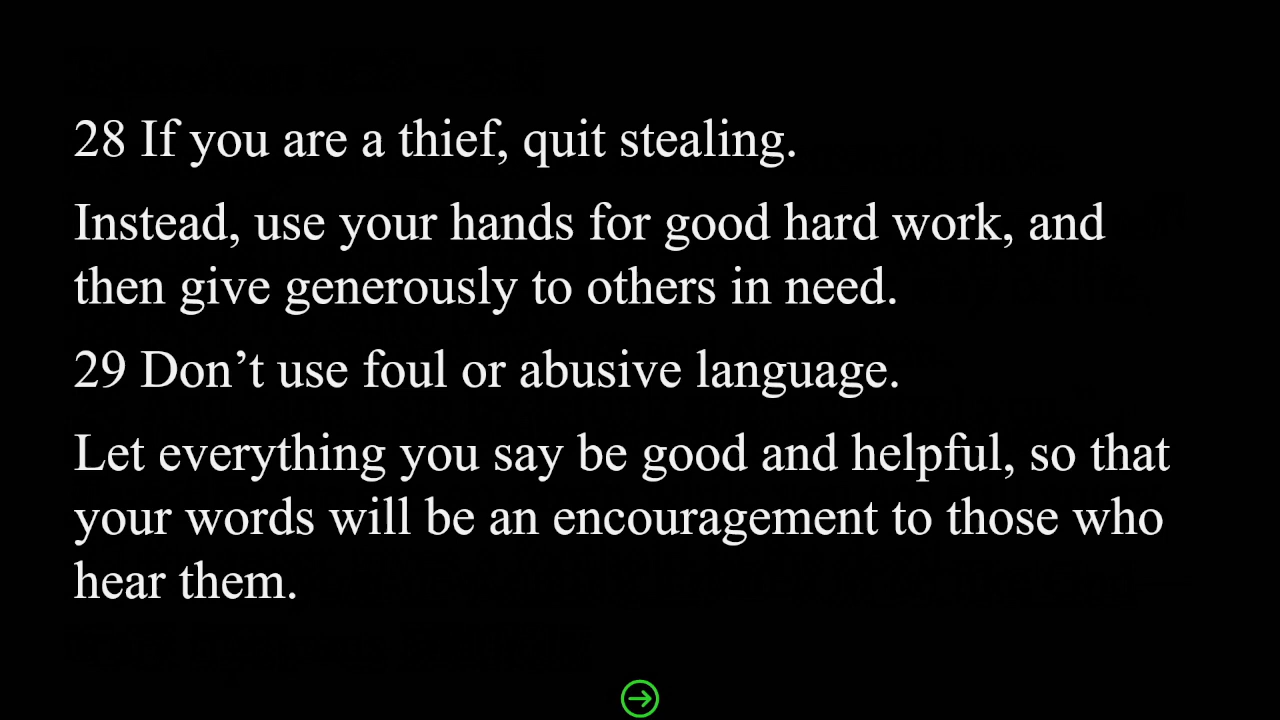 28 If you are a thief, quit stealing.
Instead, use your hands for good hard work, and
then give generously to others in need.
29 Don’t use foul or abusive language.
Let everything you say be good and helpful, so that
your words will be an encouragement to those who
hear them.